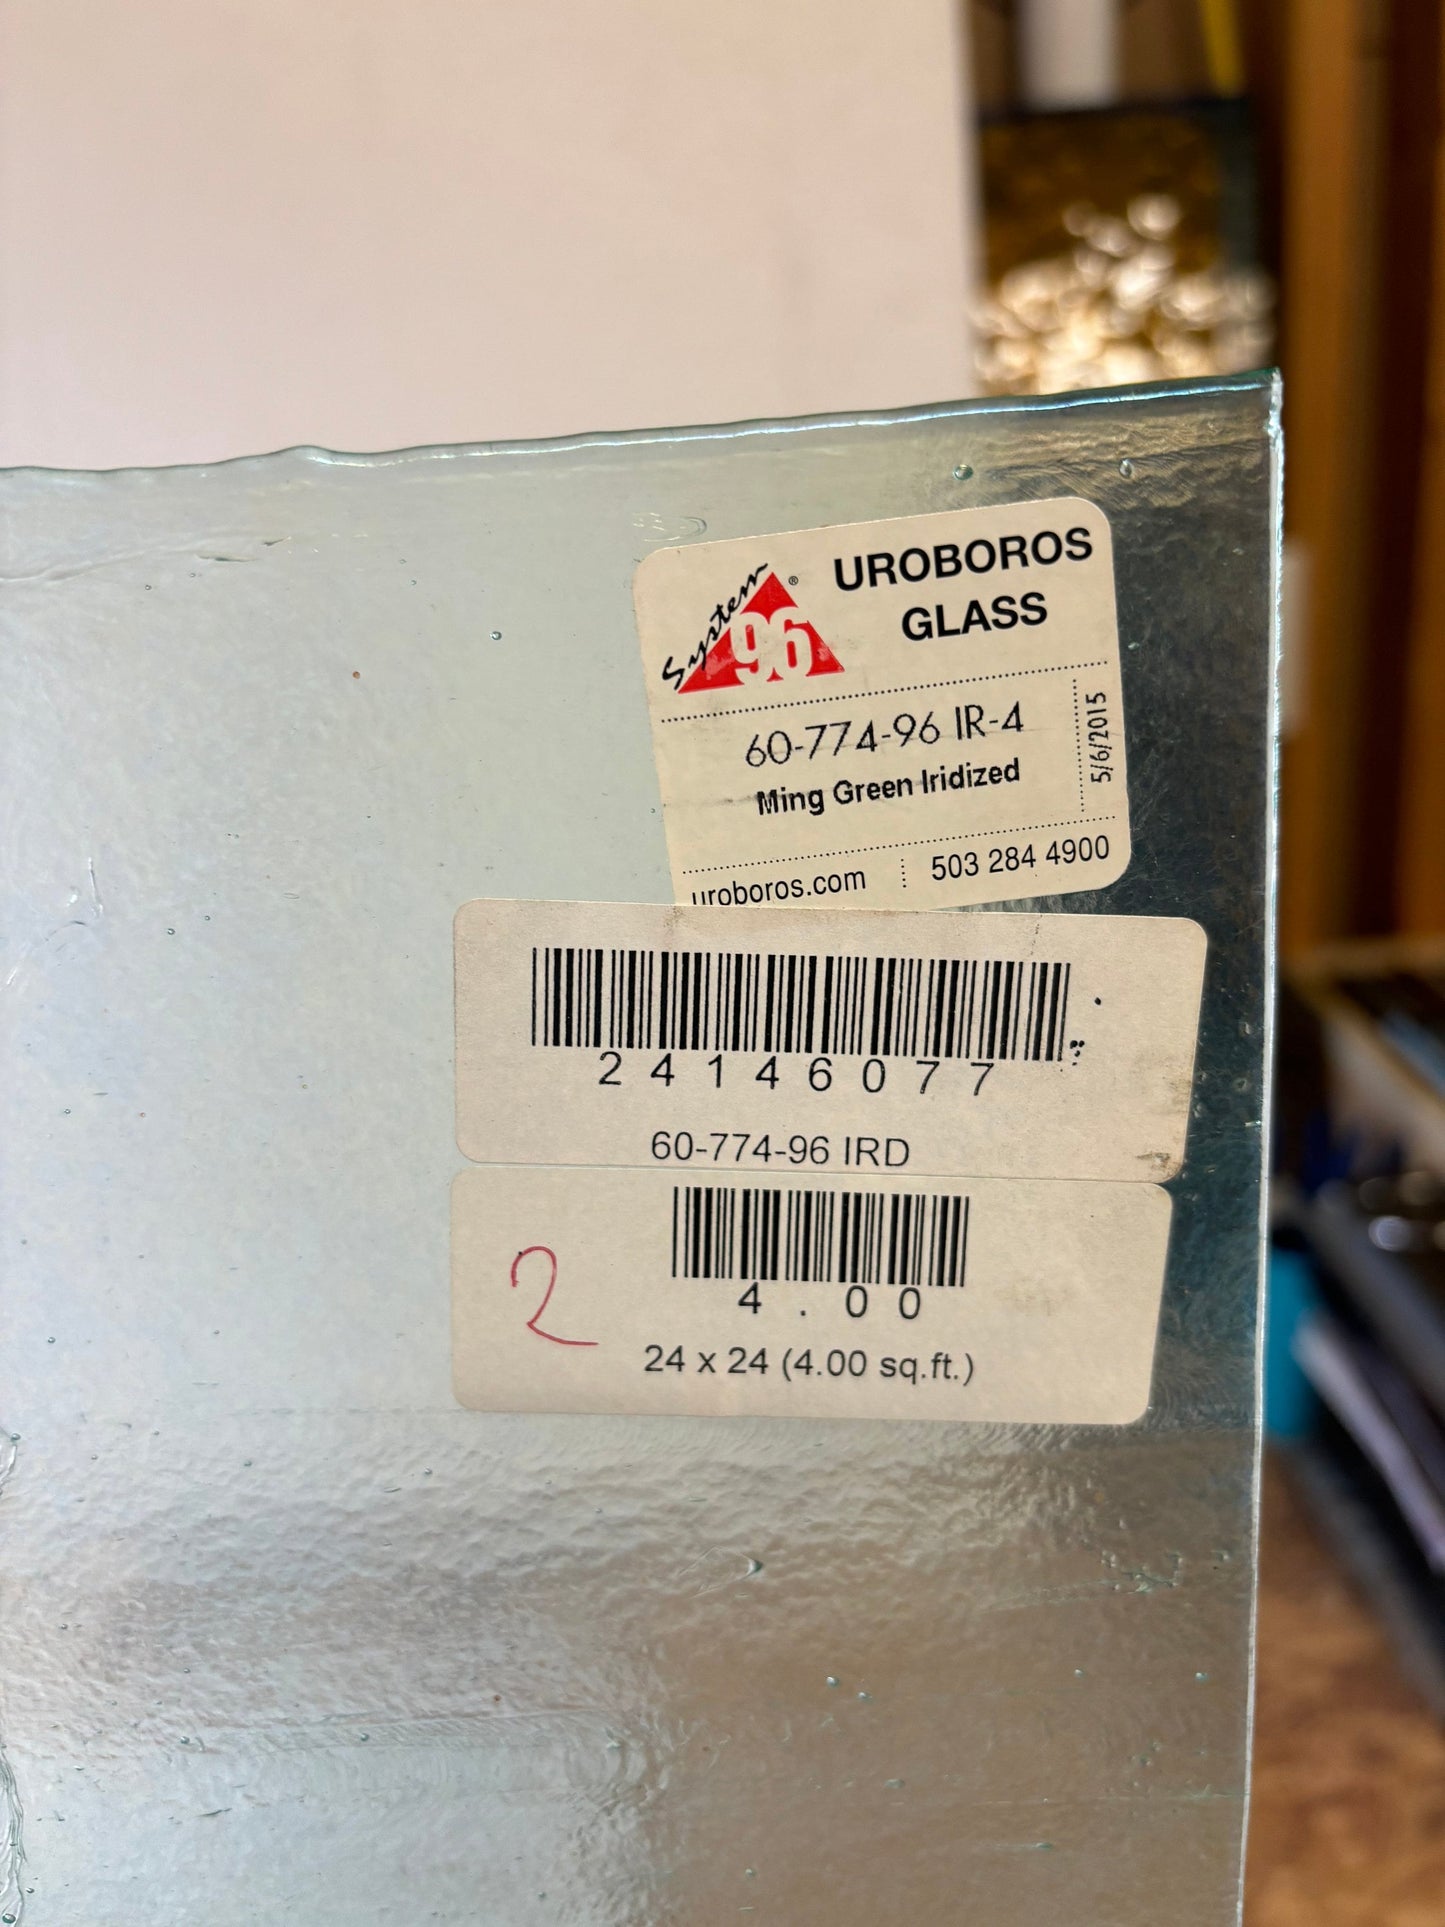 System 96®
UROBOROS
GLASS
60-774-96 IR-4
Ming Green Iridized
5/6/2015
uroboros.com
503 284 4900
24146077
60-774-96 IRD
2
4.00
24 x 24 (4.00 sq.ft.)